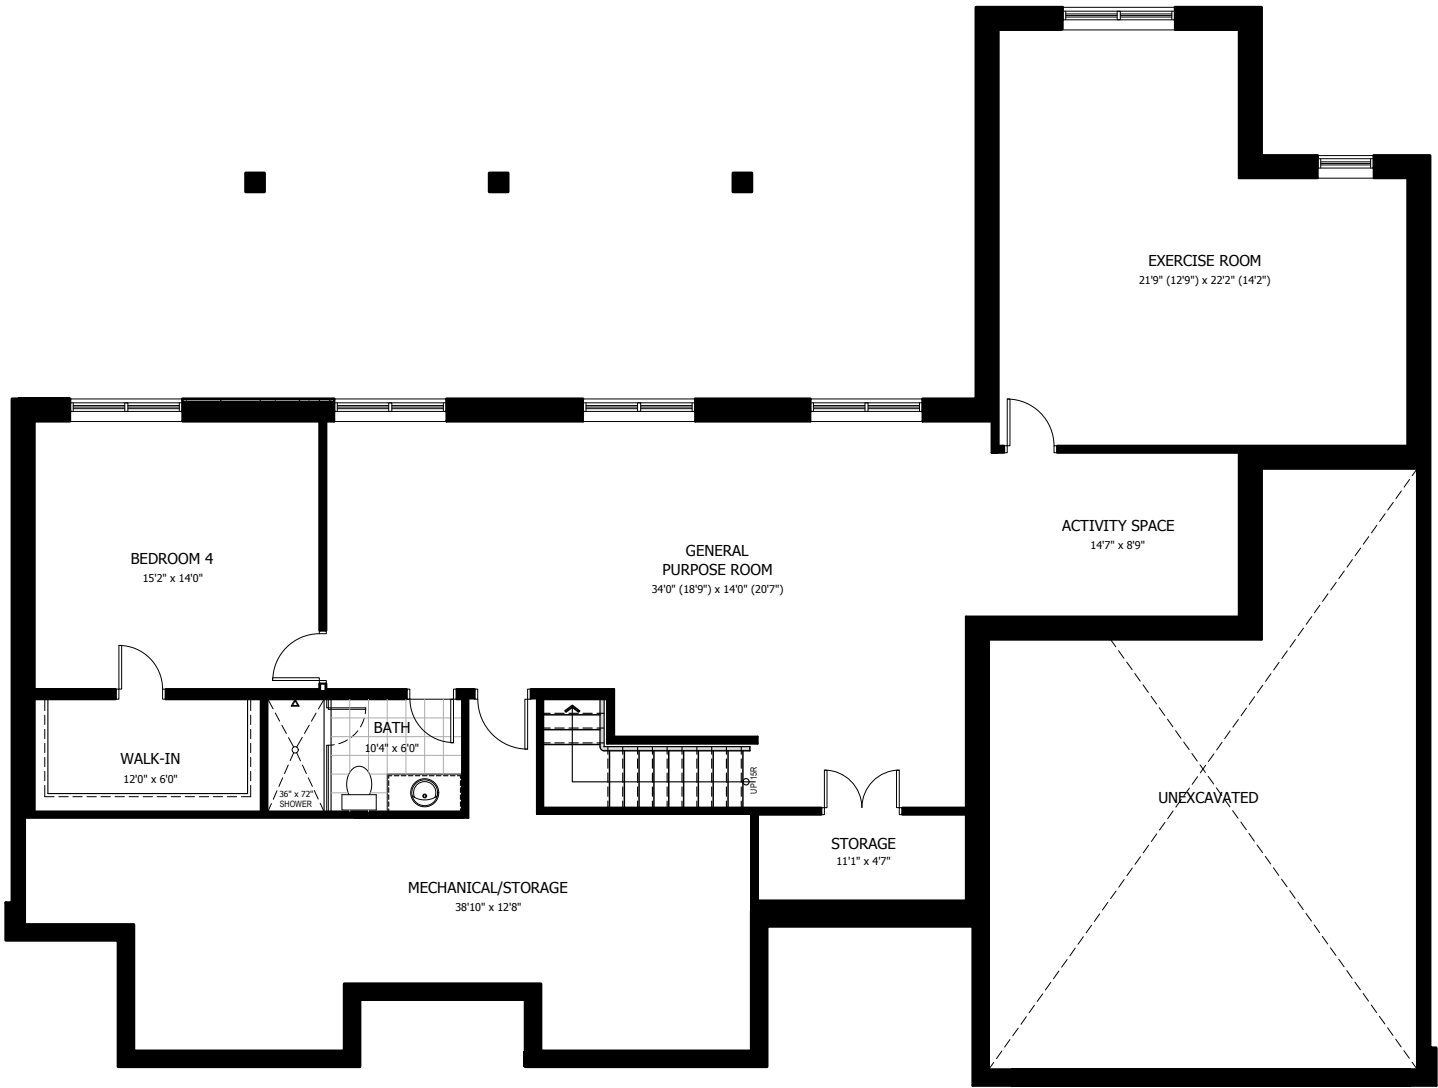 EXERCISE ROOM
21'9" (12'9") x 22'2" (14'2")
ACTIVITY SPACE
14'7" x 8'9"
GENERAL
PURPOSE ROOM
34'0" (18'9") x 14'0" (20'7")
BEDROOM 4
15'2" x 14'0"
BATH
10'4" x 6'0"
WALK-IN
12'0" x 6'0"
36" x 72"
SHOWER
UP 15R
UNEXCAVATED
STORAGE
11'1" x 4'7"
MECHANICAL/STORAGE
38'10" x 12'8"